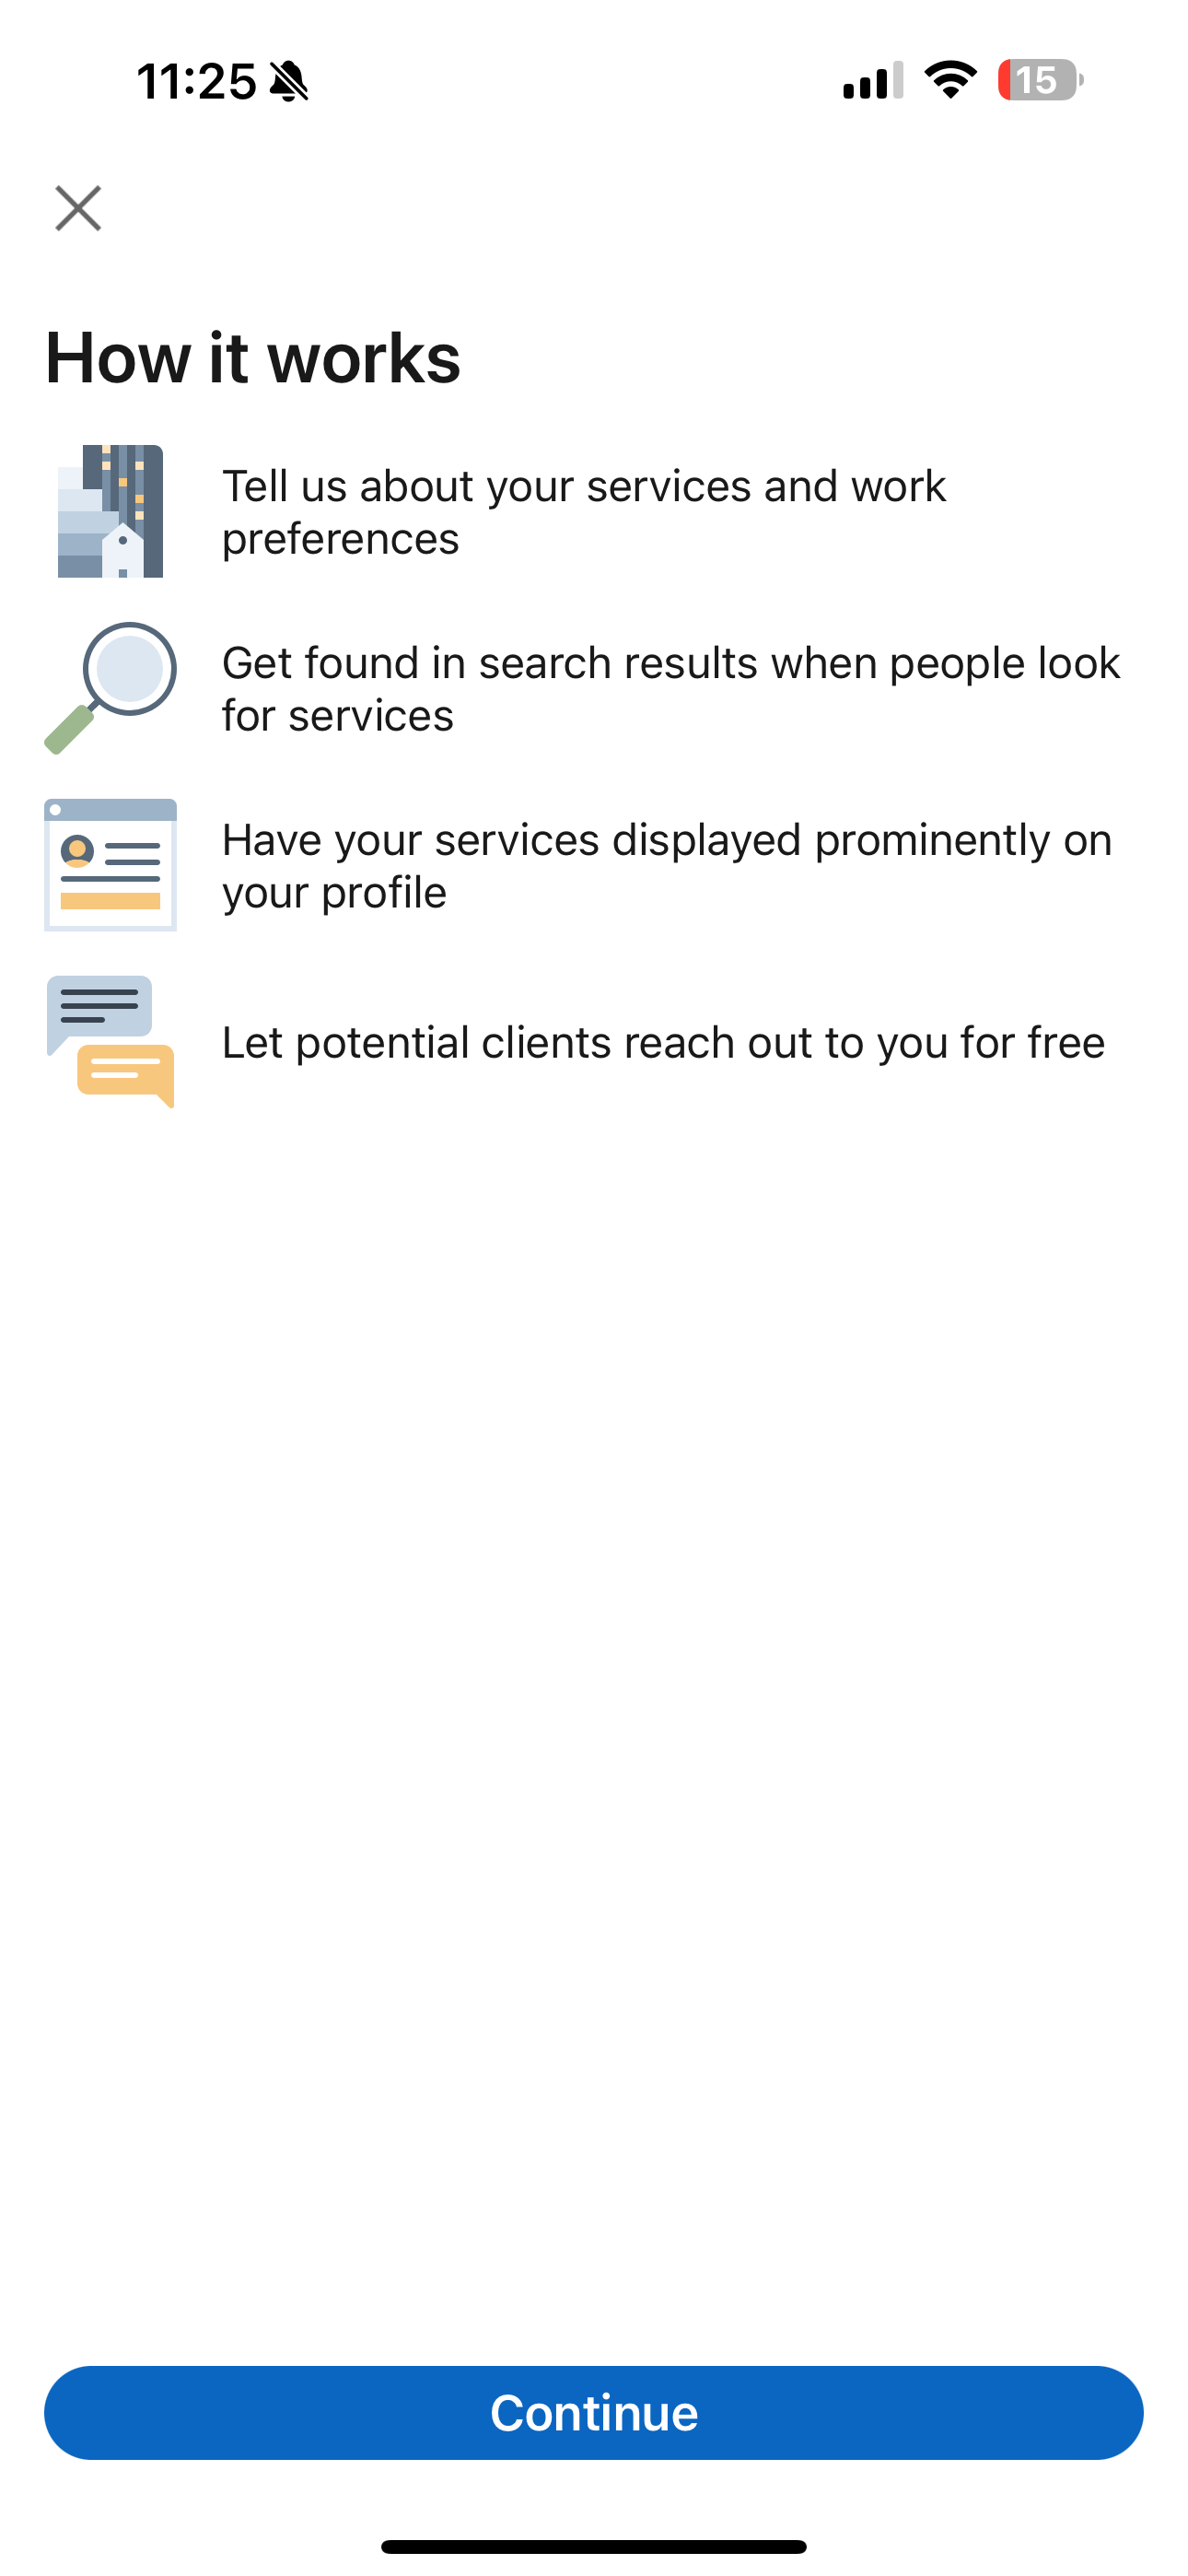 11:25
15
How it works
Tell us about your services and work
preferences
Get found in search results when people look
for services
Have your services displayed prominently on
your profile
Let potential clients reach out to you for free
Continue